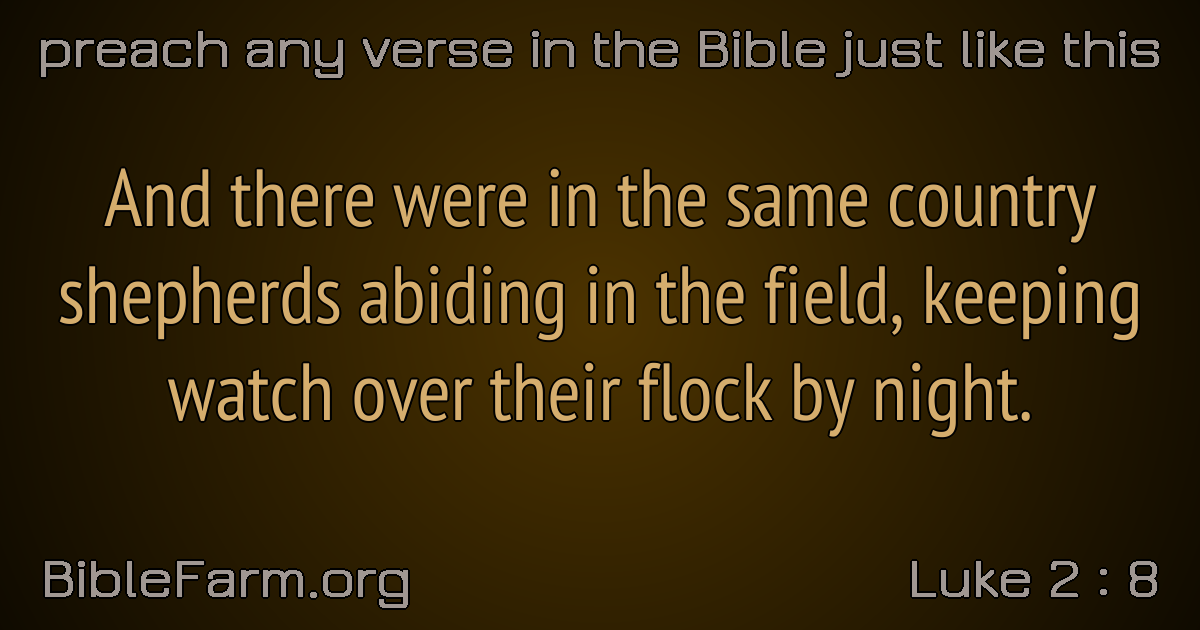 preach any verse in the Bible just like this
And there were in the same country
shepherds abiding in the field, keeping
watch over their flock by night.
BibleFarm.org
Luke 2 : 8